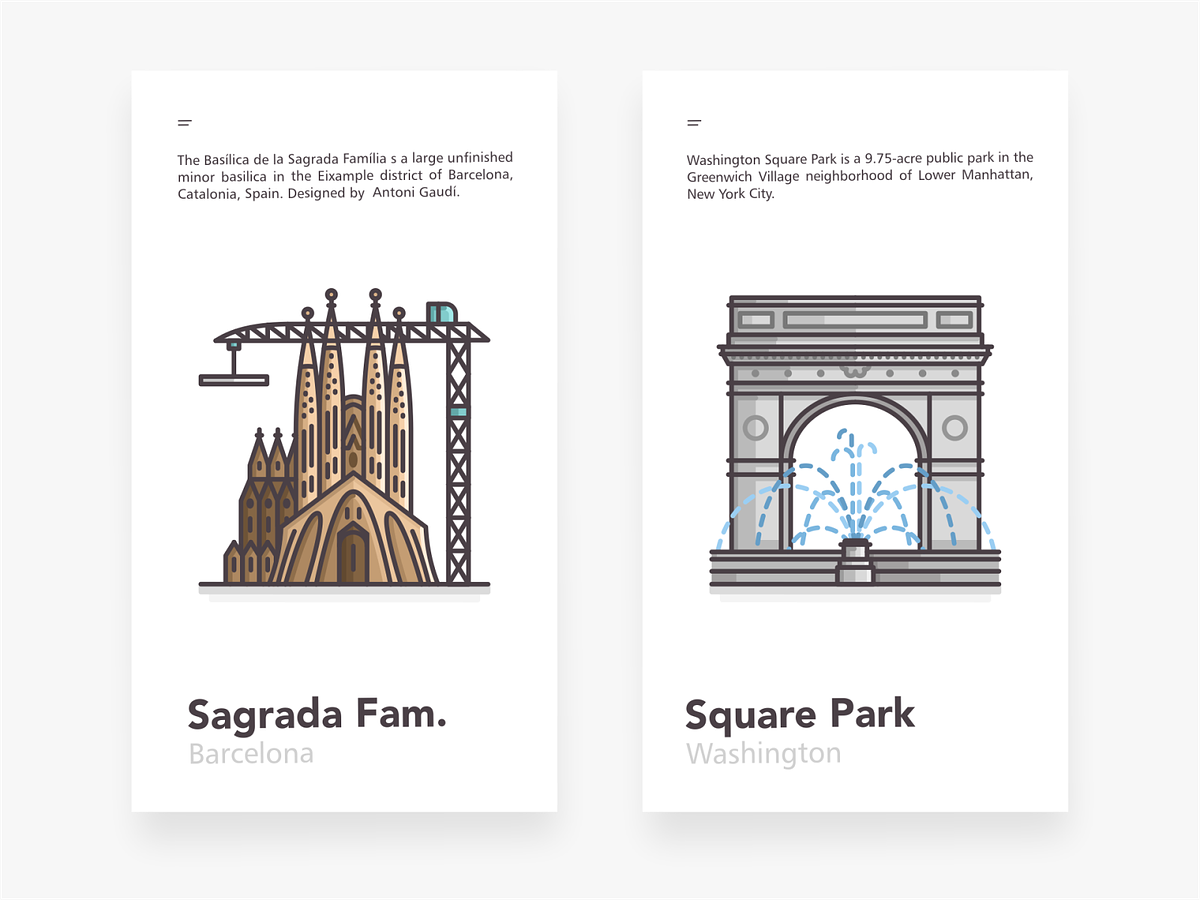 The Basílica de la Sagrada Família s a large unfinished
minor basilica in the Eixample district of Barcelona,
Catalonia, Spain. Designed by  Antoni Gaudí.
Sagrada Fam.
Barcelona
Washington Square Park is a 9.75-acre public park in the
Greenwich Village neighborhood of Lower Manhattan,
New York City.
Square Park
Washington